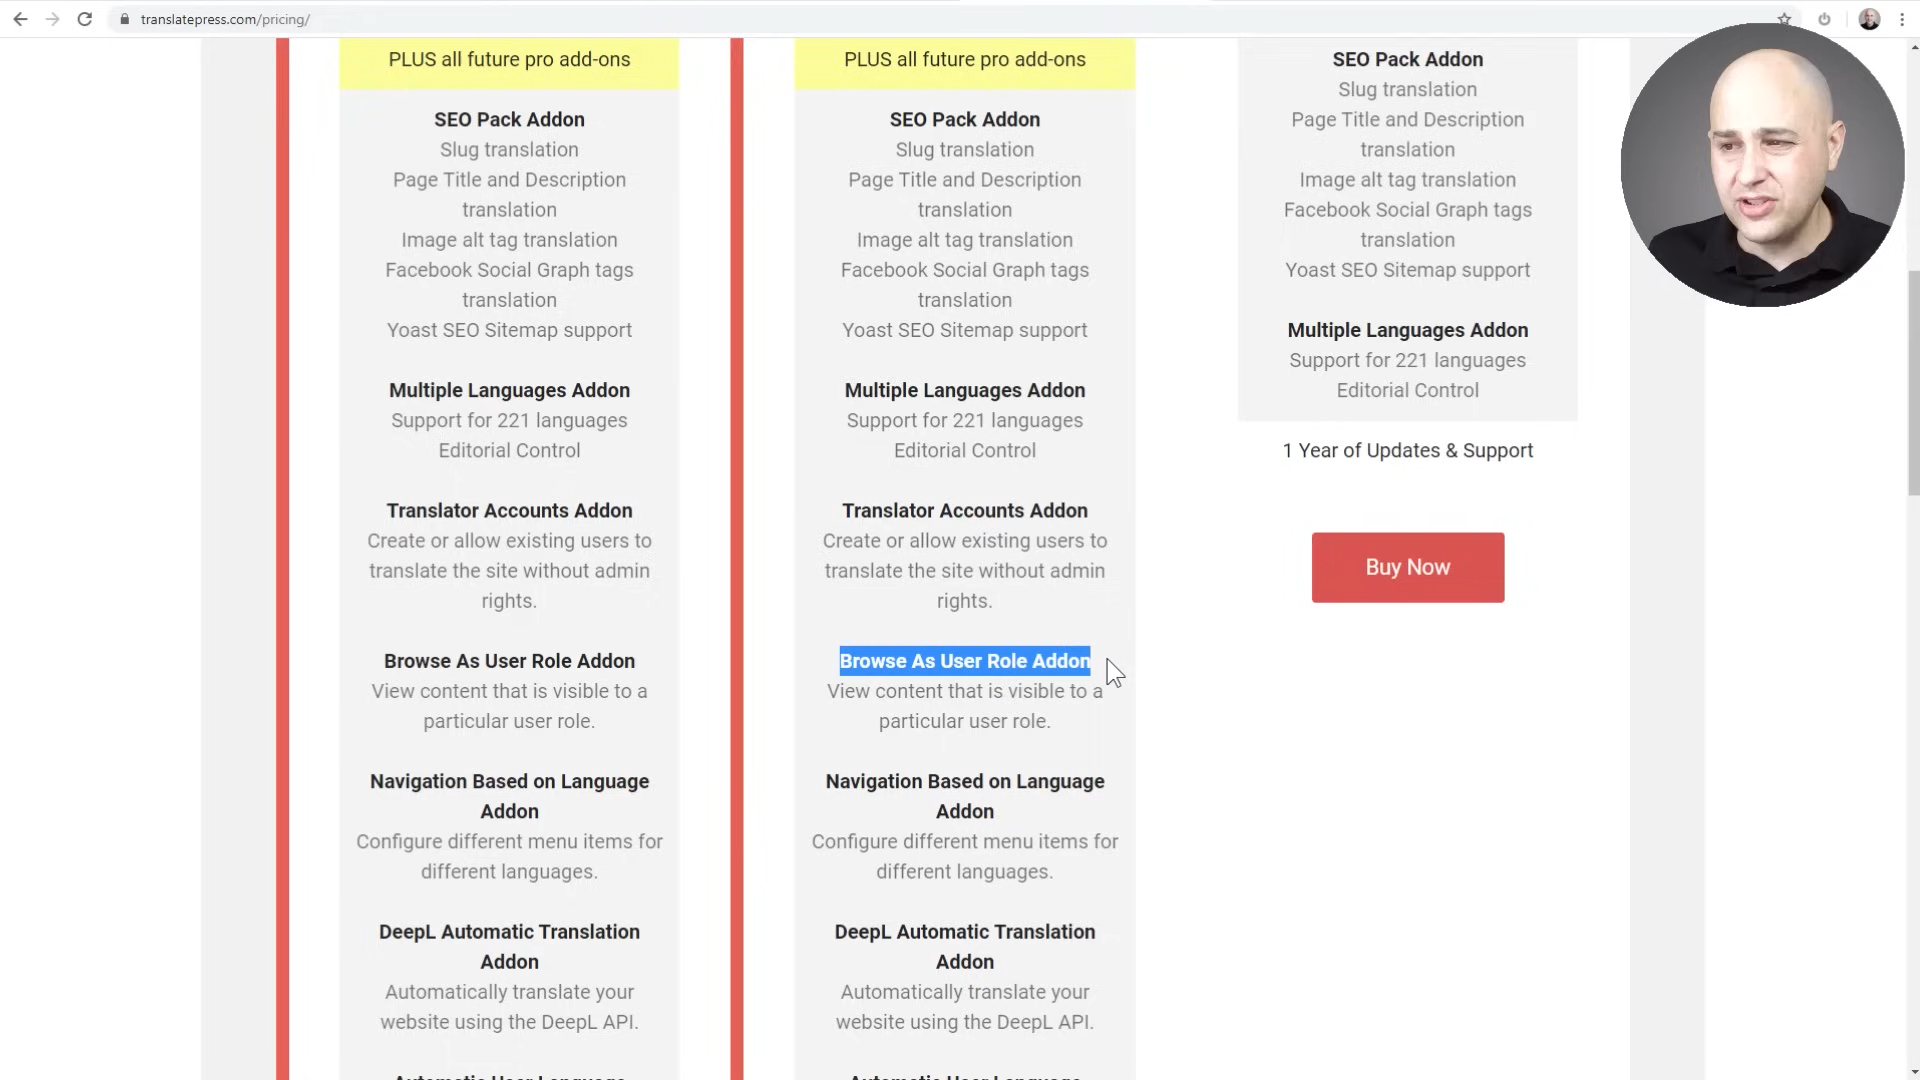 translatepress.com/pricing/
PLUS all future pro add-ons
SEO Pack Addon
Slug translation
Page Title and Description
translation
Image alt tag translation
Facebook Social Graph tags
translation
Yoast SEO Sitemap support
Multiple Languages Addon
Support for 221 languages
Editorial Control
Translator Accounts Addon
Create or allow existing users to
translate the site without admin
rights.
Browse As User Role Addon
View content that is visible to a
particular user role.
Navigation Based on Language
Addon
Configure different menu items for
different languages.
DeepL Automatic Translation
Addon
Automatically translate your
website using the DeepL API.
Automatic User Language
PLUS all future pro add-ons
SEO Pack Addon
Slug translation
Page Title and Description
translation
Image alt tag translation
Facebook Social Graph tags
translation
Yoast SEO Sitemap support
Multiple Languages Addon
Support for 221 languages
Editorial Control
Translator Accounts Addon
Create or allow existing users to
translate the site without admin
rights.
Browse As User Role Addon
View content that is visible to a
particular user role.
Navigation Based on Language
Addon
Configure different menu items for
different languages.
DeepL Automatic Translation
Addon
Automatically translate your
website using the DeepL API.
Automatic User Language
SEO Pack Addon
Slug translation
Page Title and Description
translation
Image alt tag translation
Facebook Social Graph tags
translation
Yoast SEO Sitemap support
Multiple Languages Addon
Support for 221 languages
Editorial Control
1 Year of Updates & Support
Buy Now